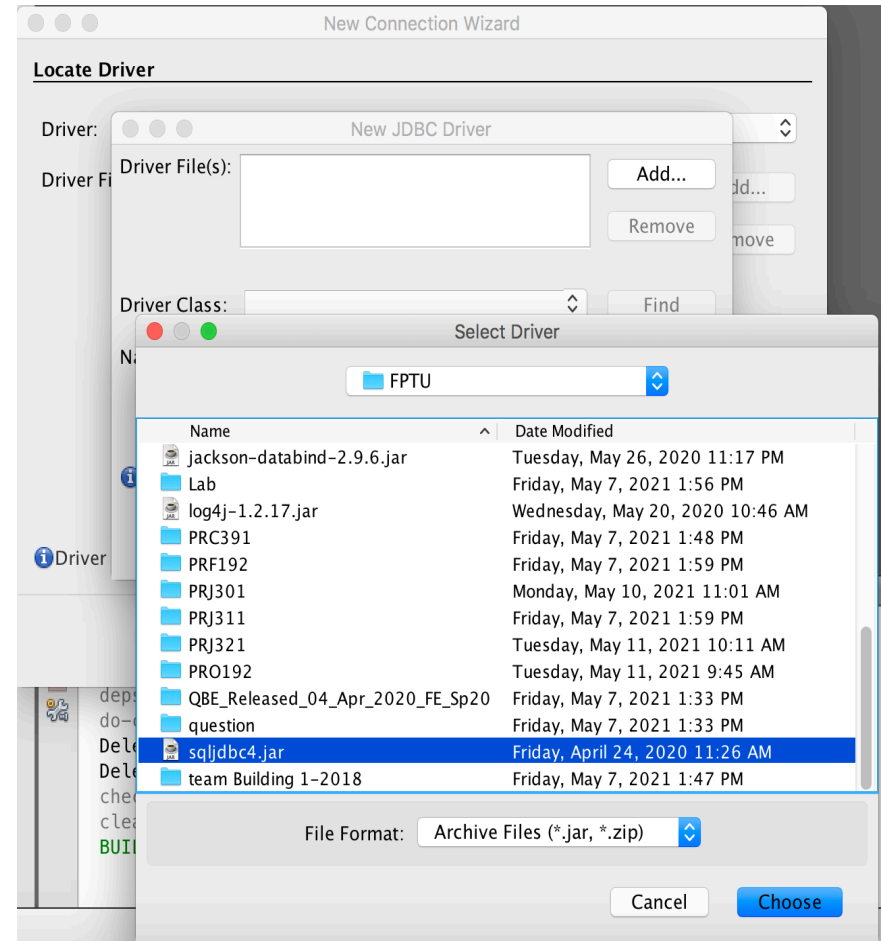 New Connection Wizard
Locate Driver
Driver:
New JDBC Driver
Driver File(s):
Add...
Driver Fi
dd...
Remove
move
Driver Class:
Find
Select Driver
Na
FPTU
Name Date Modified
jackson-databind-2.9.6.jar Tuesday, May 26, 2020 11:17 PM
Lab Friday, May 7, 2021 1:56 PM
log4j-1.2.17.jar Wednesday, May 20, 2020 10:46 AM
PRC391 Friday, May 7, 2021 1:48 PM
PRF192 Friday, May 7, 2021 1:59 PM
Driver
PRJ301 Monday, May 10, 2021 11:01 AM
PRJ311 Friday, May 7, 2021 1:59 PM
PRJ321 Tuesday, May 11, 2021 10:11 AM
PRO192 Tuesday, May 11, 2021 9:45 AM
deps
QBE_Released_04_Apr_2020_FE_Sp20 Friday, May 7, 2021 1:33 PM
do-c
question Friday, May 7, 2021 1:33 PM
Dele
sqljdbc4.jar Friday, April 24, 2020 11:26 AM
Dele
team Building 1-2018 Friday, May 7, 2021 1:47 PM
chec
clea
File Format: Archive Files (*.jar, *.zip)
BUIL
Cancel
Choose